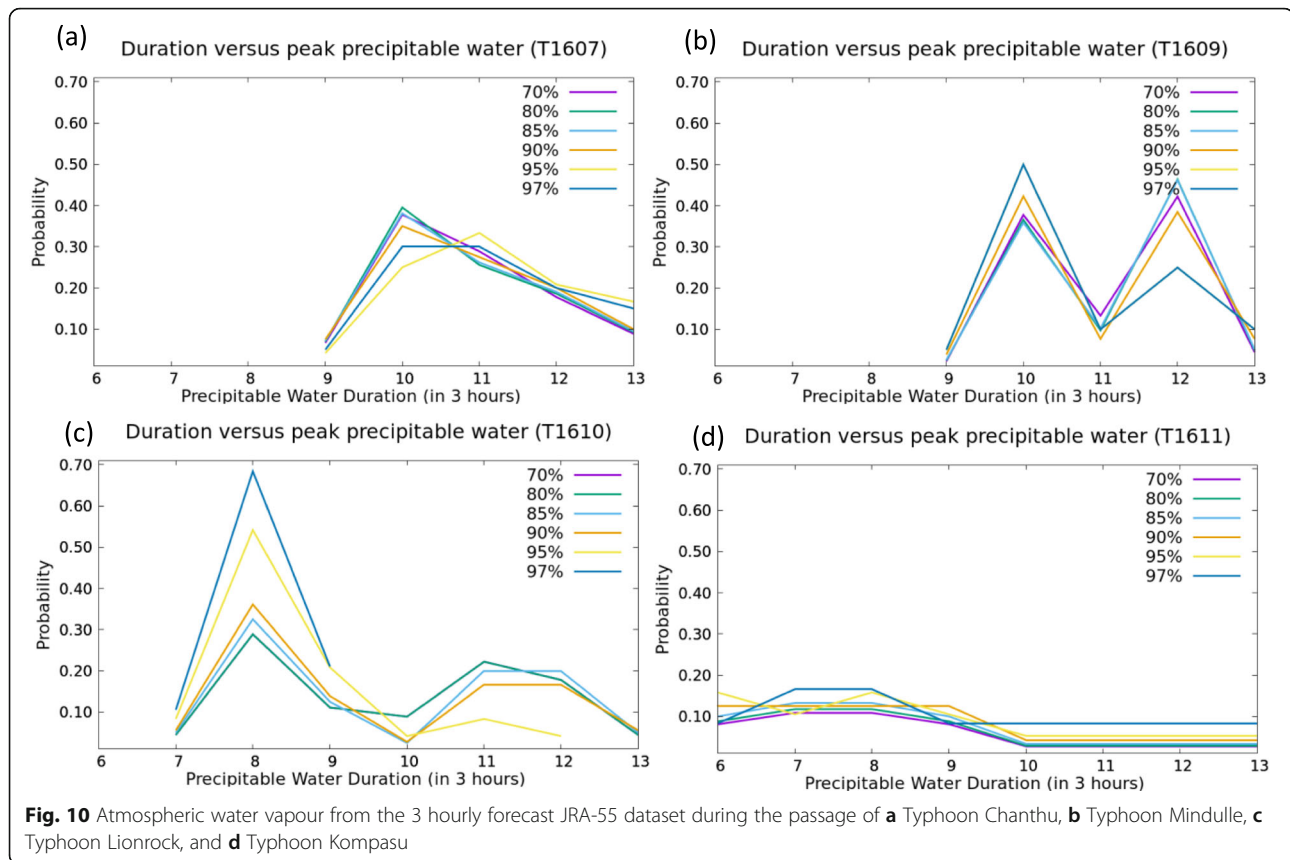 (a)
Duration versus peak precipitable water (T1607)
0.70
0.60
0.50
0.40
0.30
0.20
0.10
Probability
70%
80%
85%
90%
95%
97%
6 7 8 9 10 11 12 13
Precipitable Water Duration (in 3 hours)
(b)
Duration versus peak precipitable water (T1609)
0.70
0.60
0.50
0.40
0.30
0.20
0.10
Probability
70%
80%
85%
90%
95%
97%
6 7 8 9 10 11 12 13
Precipitable Water Duration (in 3 hours)
(c)
Duration versus peak precipitable water (T1610)
0.70
0.60
0.50
0.40
0.30
0.20
0.10
Probability
70%
80%
85%
90%
95%
97%
6 7 8 9 10 11 12 13
Precipitable Water Duration (in 3 hours)
(d)
Duration versus peak precipitable water (T1611)
0.70
0.60
0.50
0.40
0.30
0.20
0.10
Probability
70%
80%
85%
90%
95%
97%
6 7 8 9 10 11 12 13
Precipitable Water Duration (in 3 hours)
Fig. 10 Atmospheric water vapour from the 3 hourly forecast JRA-55 dataset during the passage of a Typhoon Chanthu, b Typhoon Mindulle, c
Typhoon Lionrock, and d Typhoon Kompasu